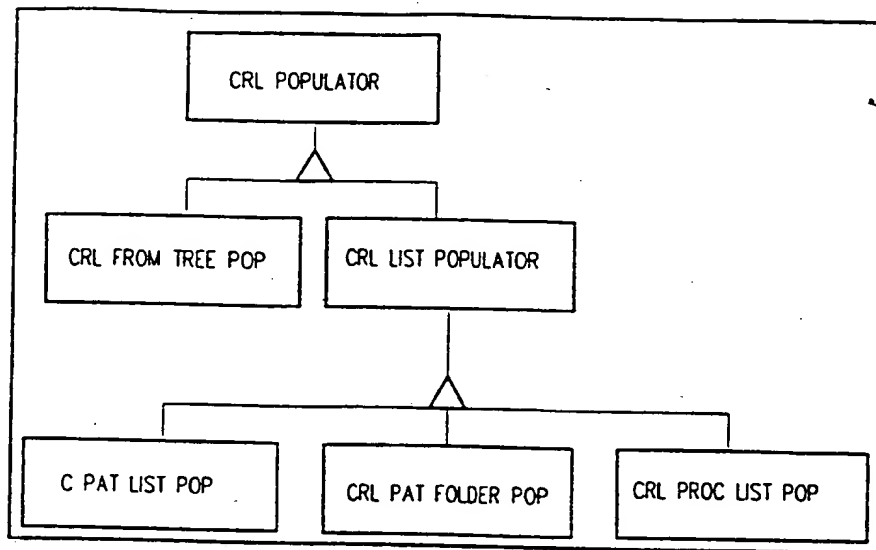 CRL POPULATOR
CRL FROM TREE POP
CRL LIST POPULATOR
C PAT LIST POP
CRL PAT FOLDER POP
CRL PROC LIST POP